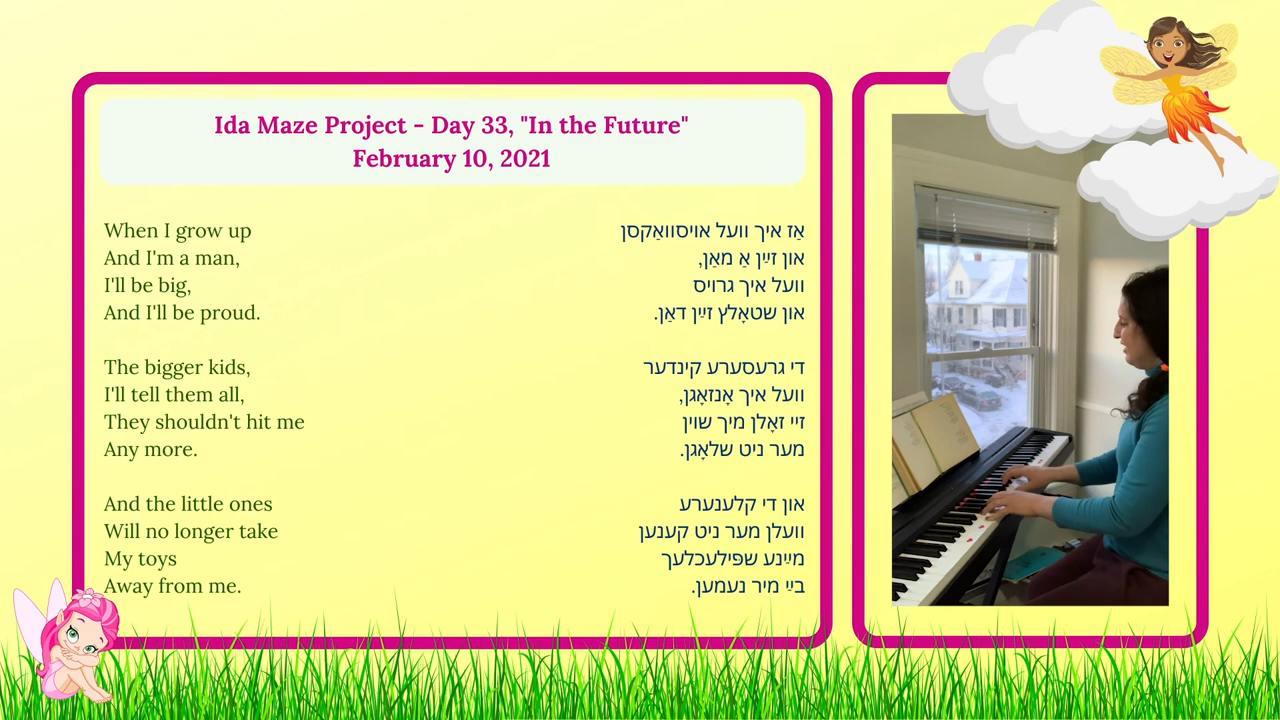 Ida Maze Project - Day 33, "In the Future"
February 10, 2021
When I grow up
And I'm a man,
I'll be big,
And I'll be proud.
The bigger kids,
I'll tell them all,
They shouldn't hit me
Any more.
And the little ones
Will no longer take
My toys
Away from me.
אַז איך וועל אויסוואַקסן
און זײַן אַ מאַן,
וועל איך גרויס
און שטאָלץ זײַן דאַן.
די גרעסערע קינדער
וועל איך אָנזאָגן,
זיי זאָלן מיך שוין
מער ניט שלאָגן.
און די קלענערע
וועלן מער ניט קענען
מײַנע שפּילעכלעך
בײַ מיר נעמען.